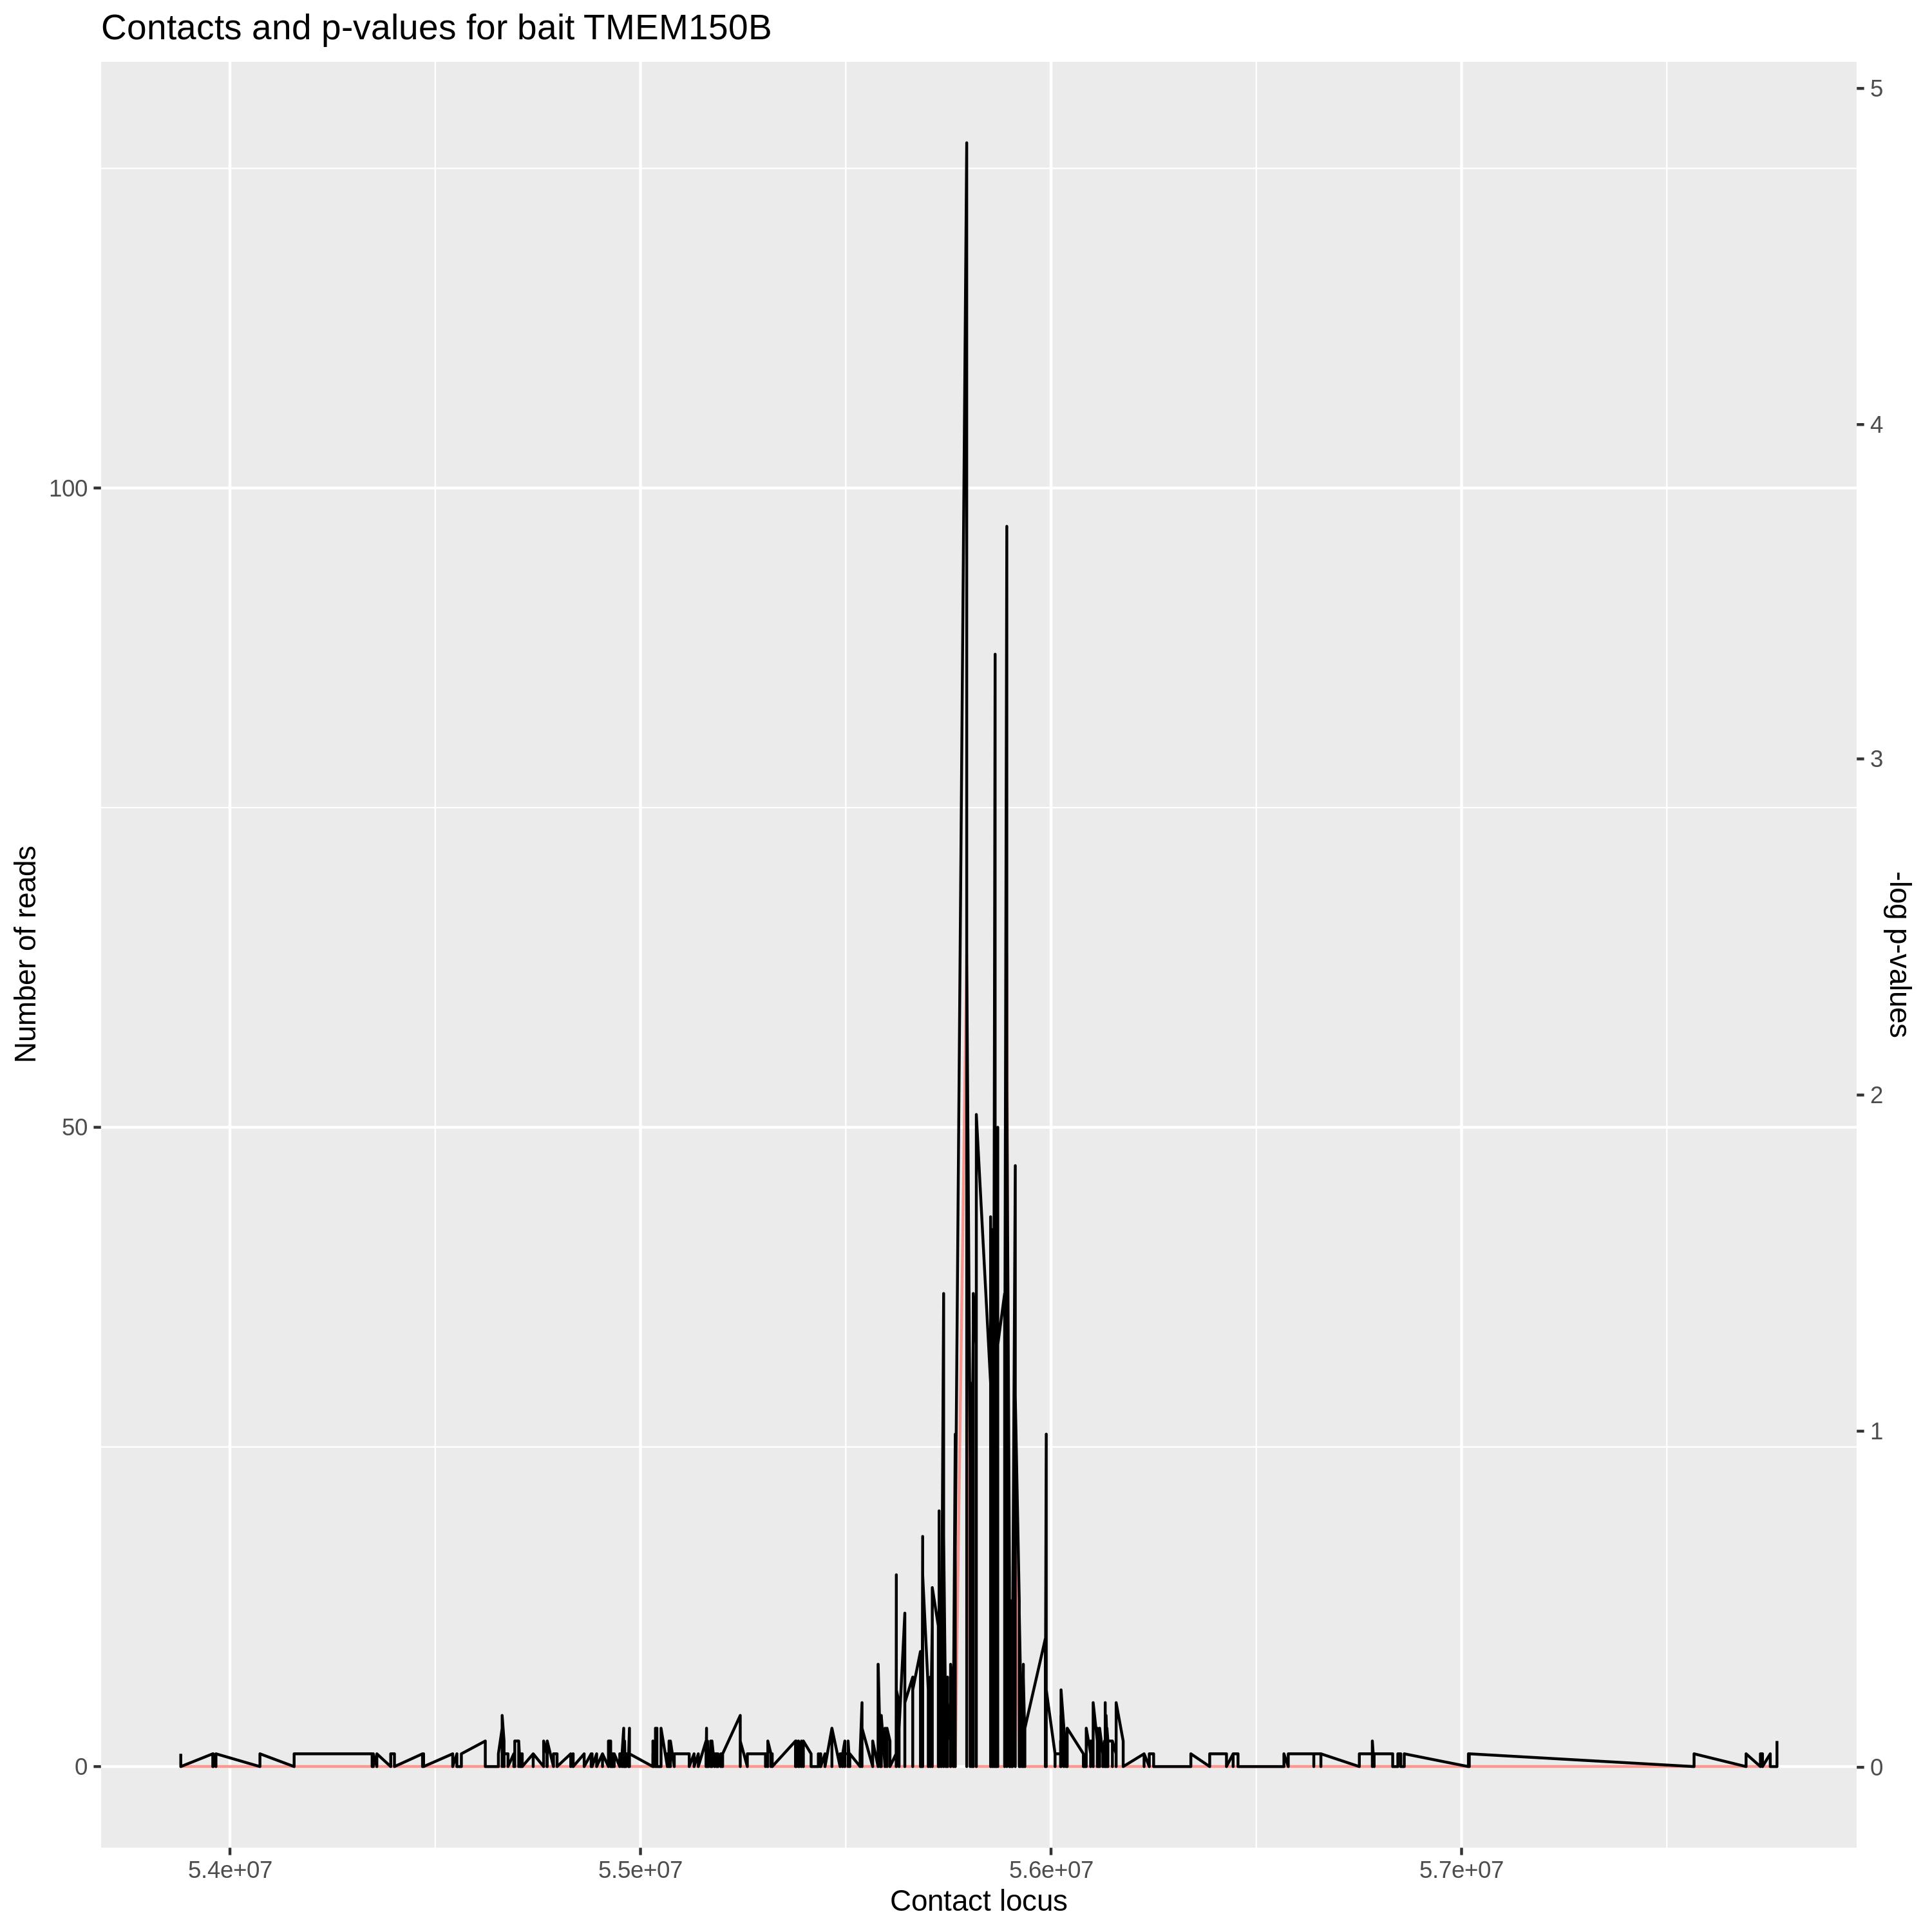 Contacts and p-values for bait TMEM150B
5
4
3
2
1
0
100
50
0
Number of reads
-log p-values
5.4e+07
5.5e+07
5.6e+07
5.7e+07
Contact locus